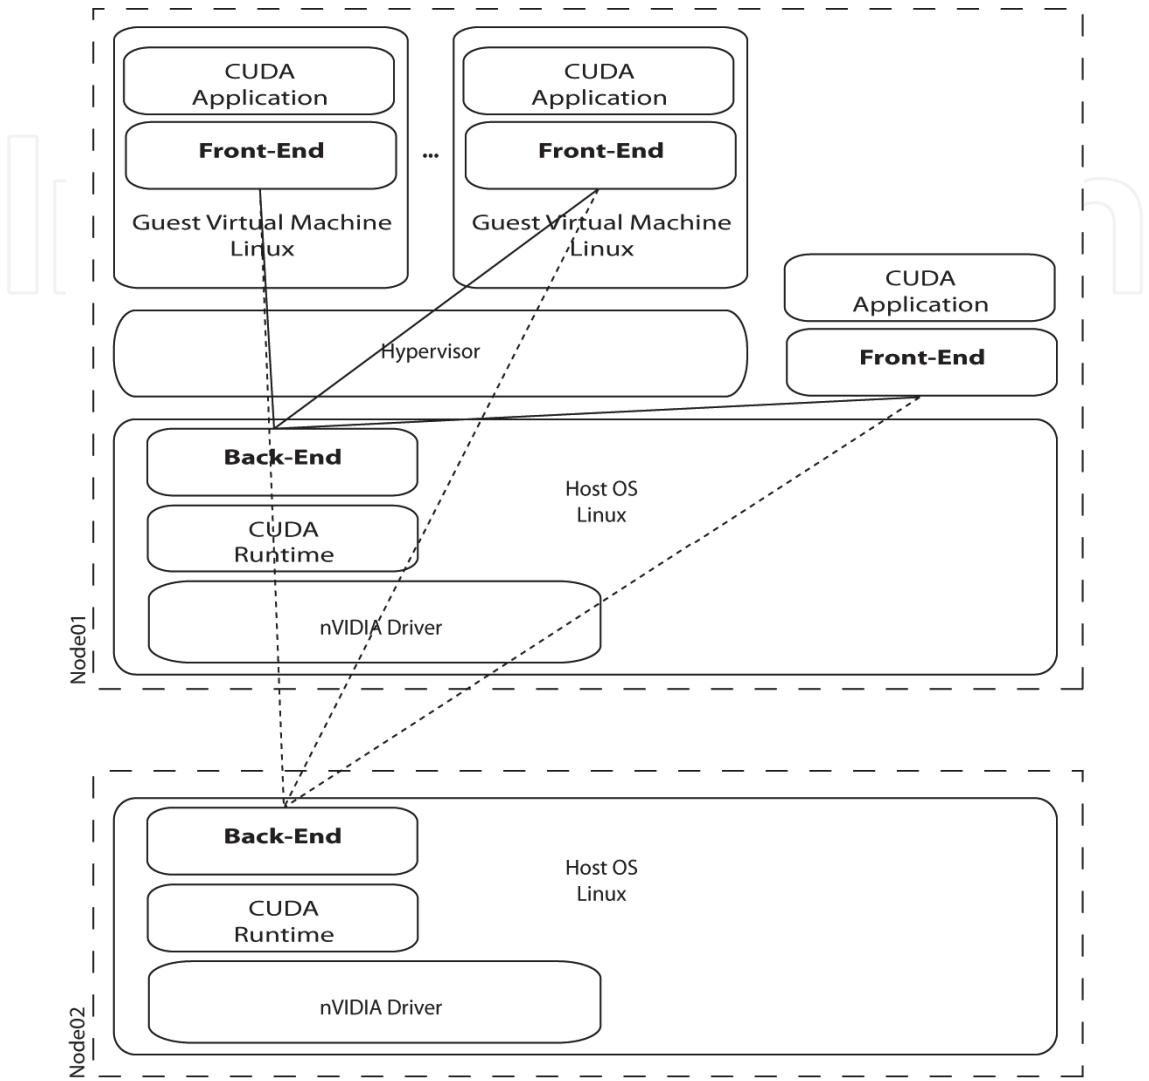 CUDA
Application
Front-End
Guest Virtual Machine
Linux
...
CUDA
Application
Front-End
Guest Virtual Machine
Linux
CUDA
Application
Front-End
Hypervisor
Back-End
CUDA
Runtime
nVIDIA Driver
Host OS
Linux
Node01
Back-End
CUDA
Runtime
nVIDIA Driver
Host OS
Linux
Node02